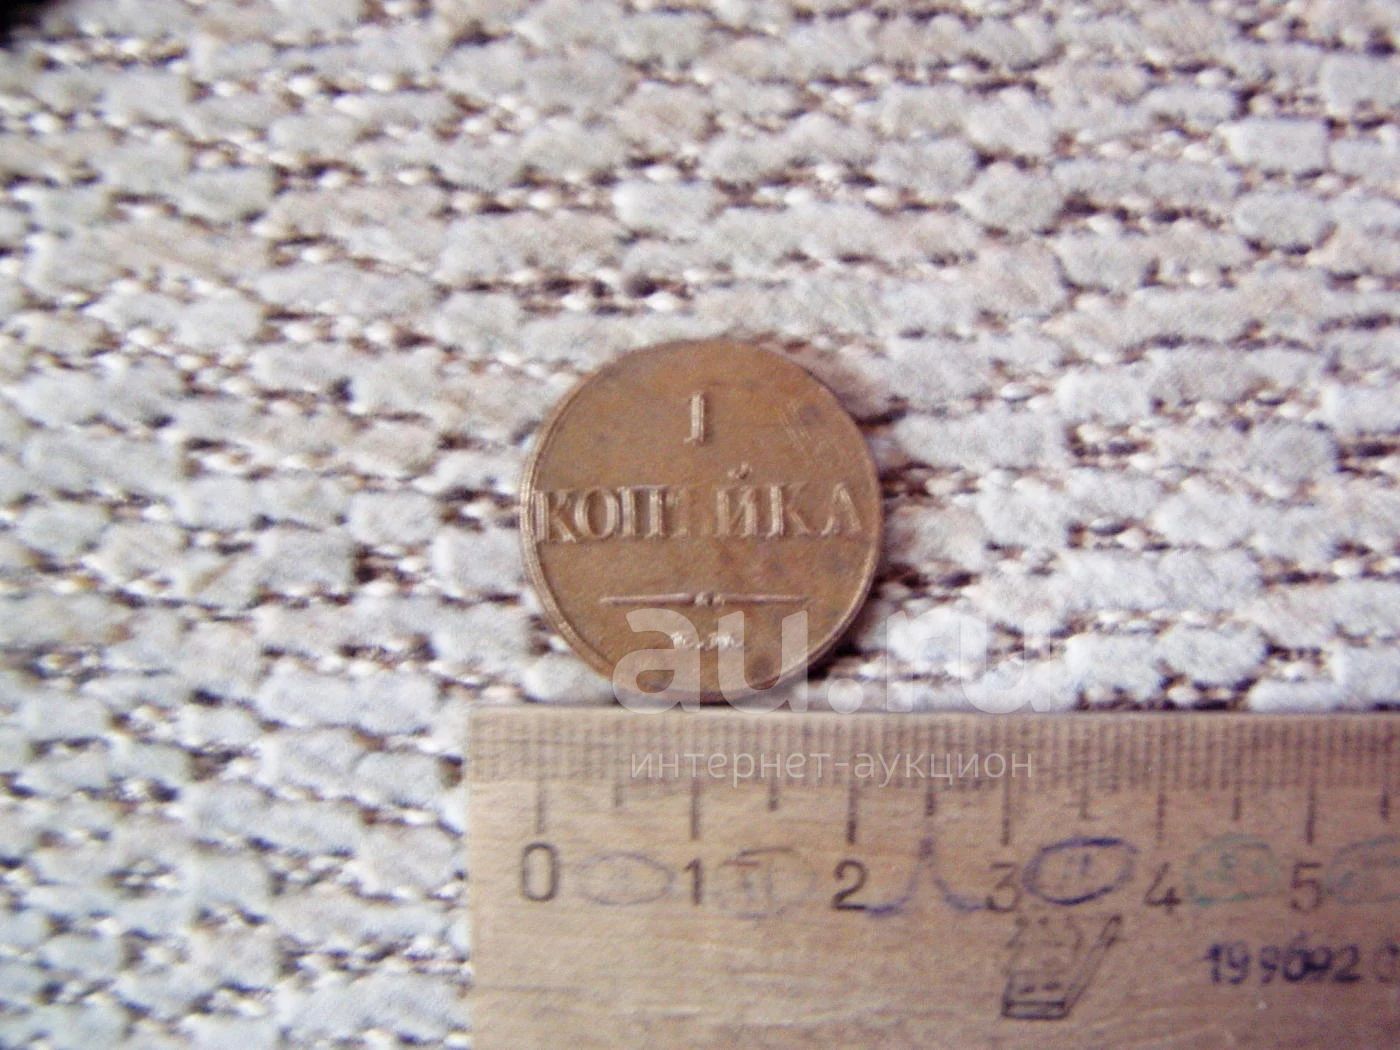 1
КОПѢЙКА
au.ru
интернет-аукцион
0 1 2 3 4 5